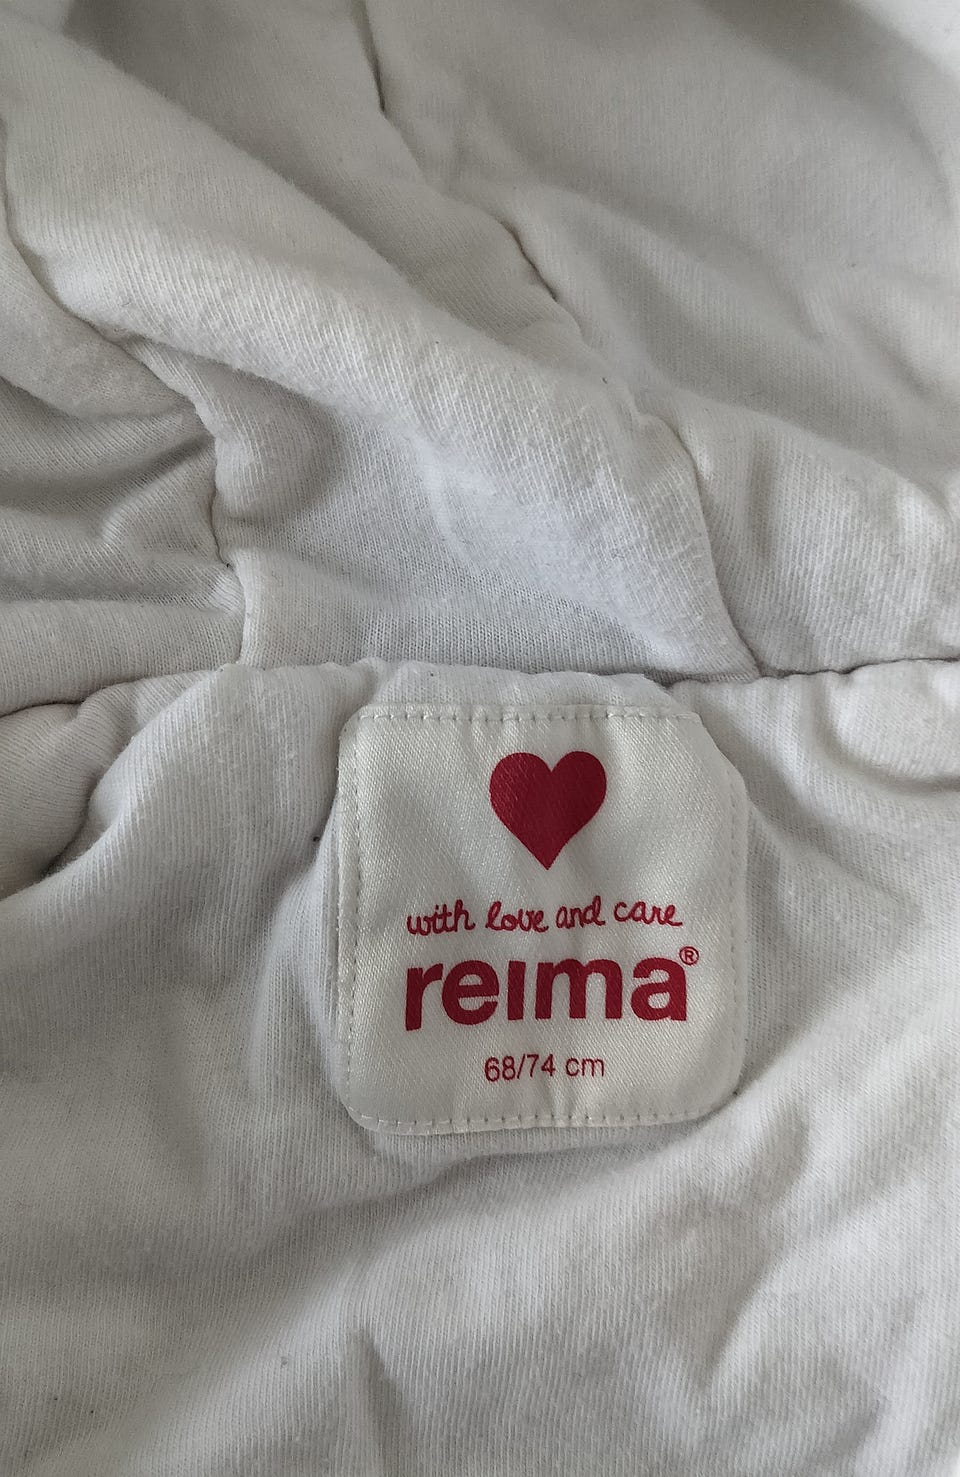 with love and care
reima®
68/74 cm